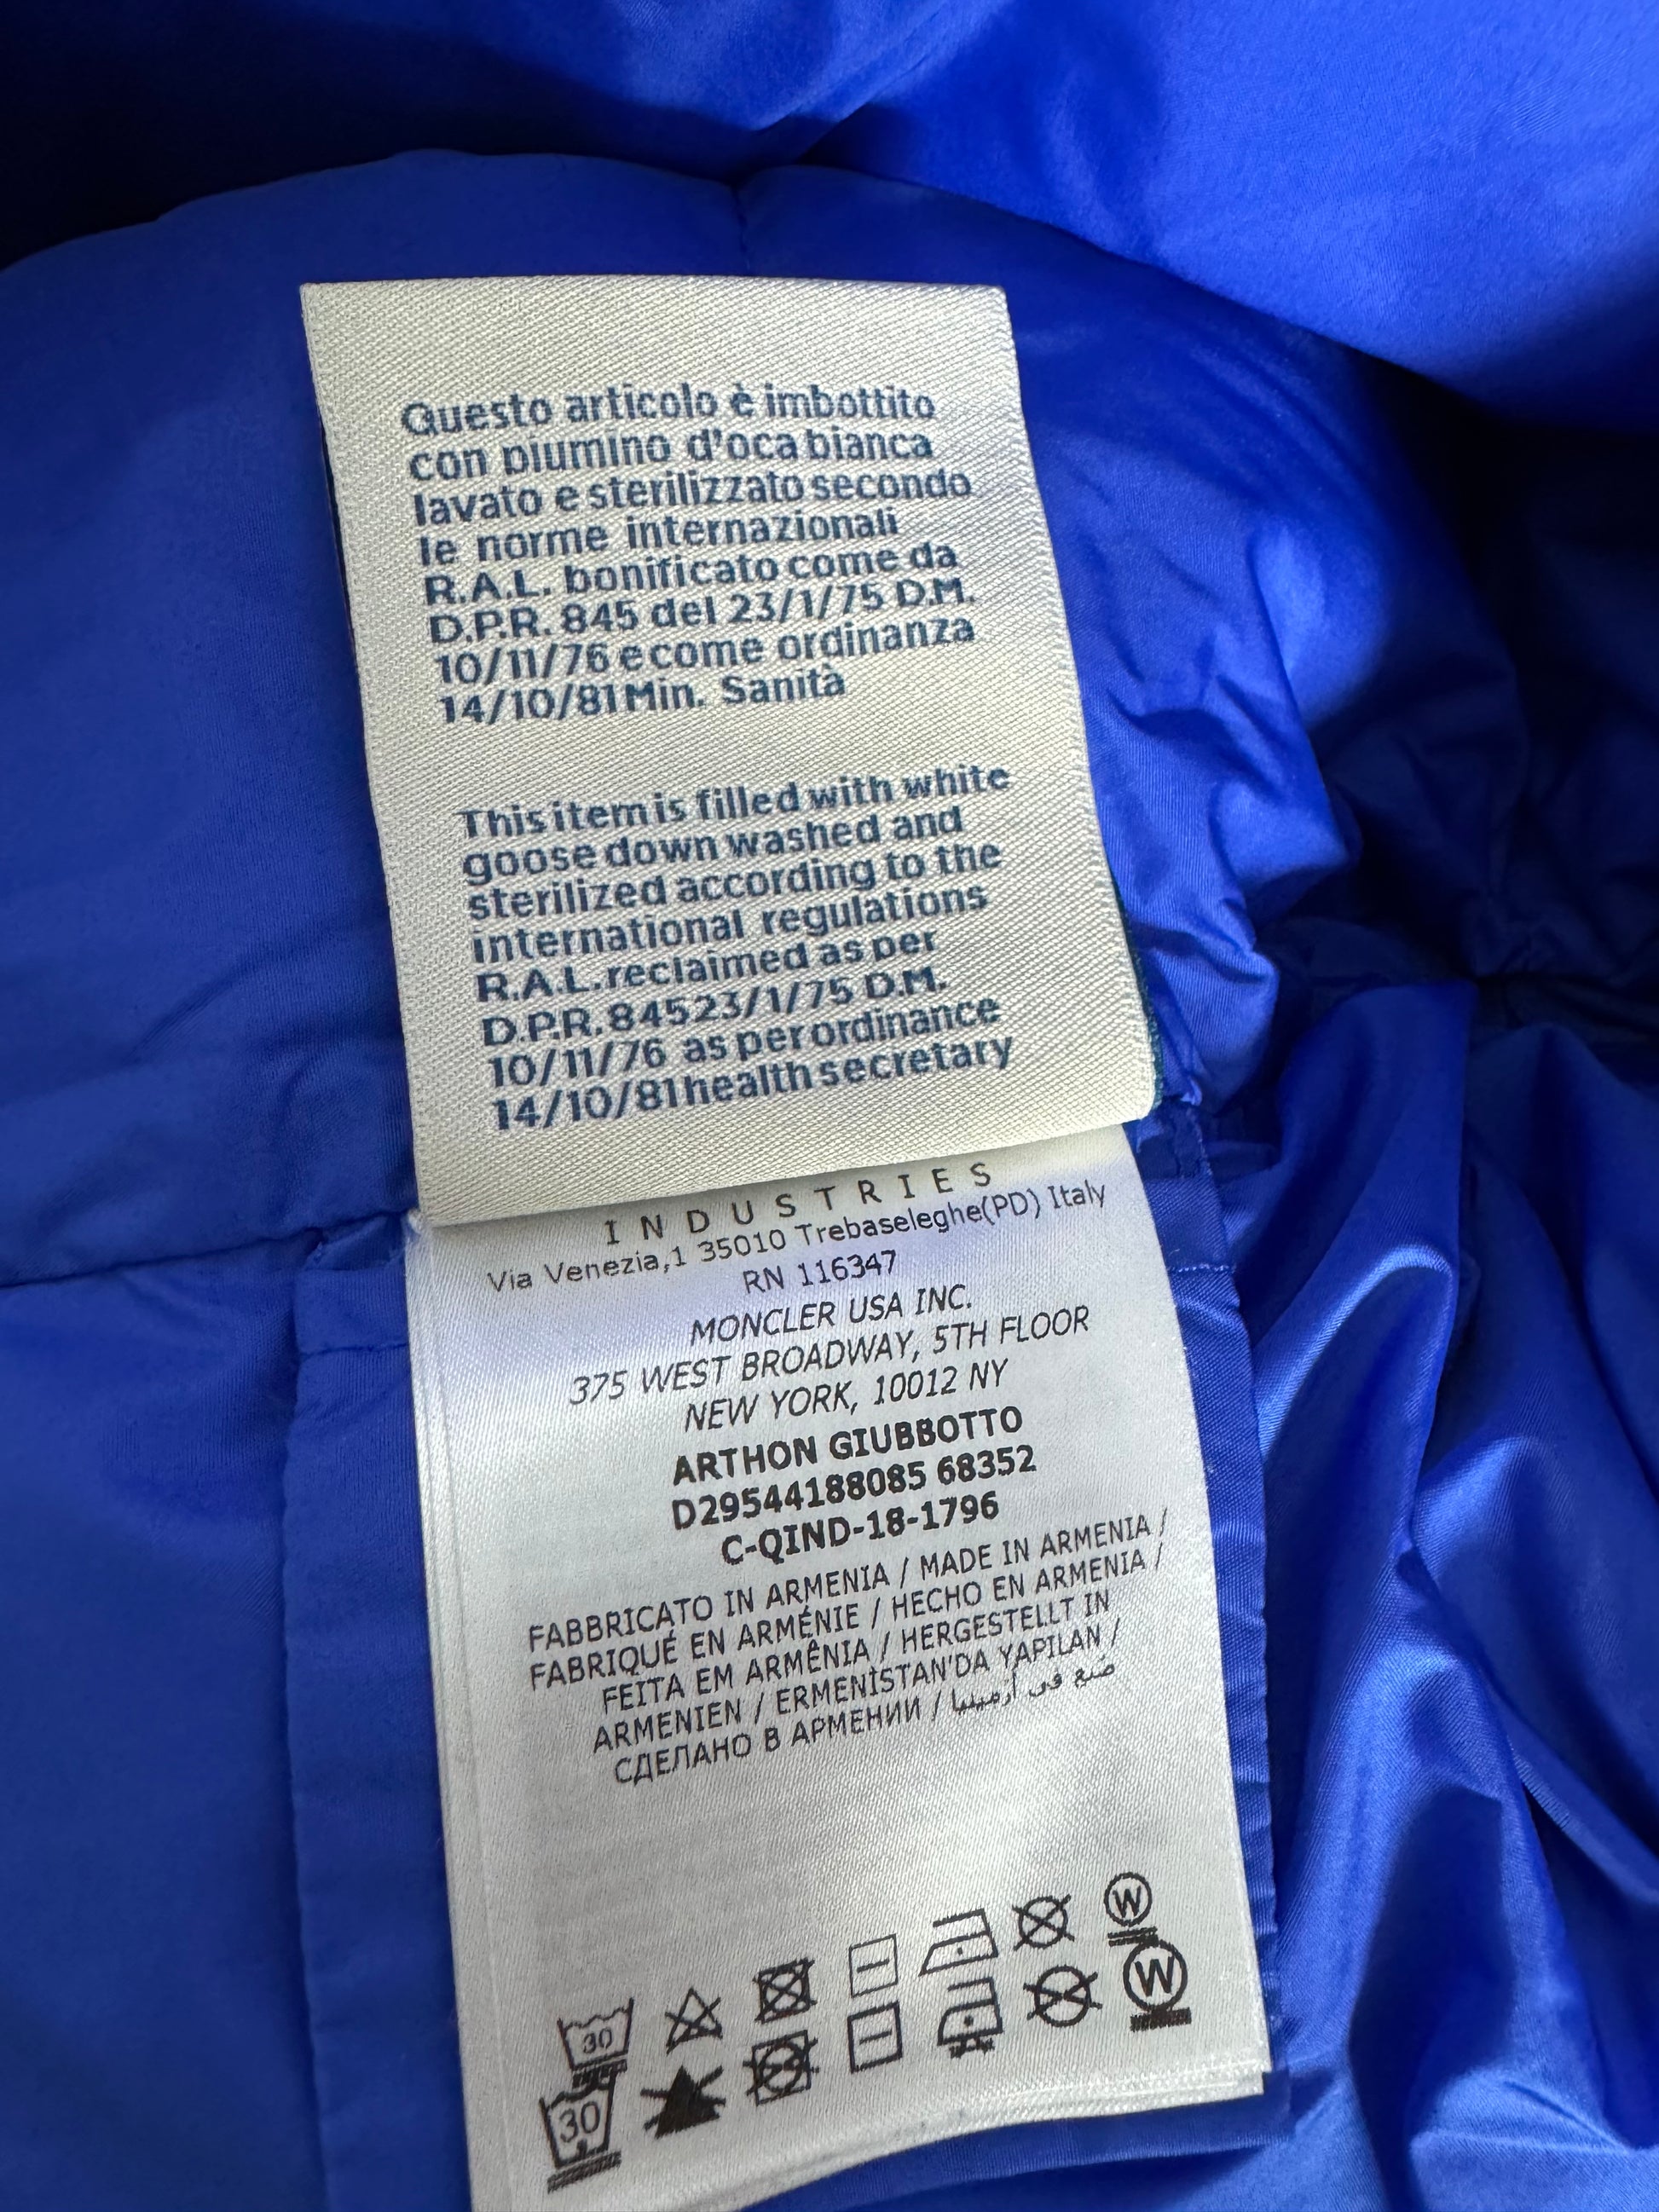 Questo articolo è imbottito
con piumino d'oca bianca
lavato e sterilizzato secondo
le norme internazionali
R.A.L. bonificato come da
D.P.R. 845 del 23/1/75 D.M.
10/11/76 e come ordinanza
14/10/81 Min. Sanità
This item is filled with white
goose down washed and
sterilized according to the
international regulations
R.A.L. reclaimed as per
D.P.R. 845 23/1/75 D.M.
10/11/76 as per ordinance
14/10/81 health secretary
INDUSTRIES
Via Venezia,1 35010 Trebaseleghe(PD) Italy
RN 116347
MONCLER USA INC.
375 WEST BROADWAY, 5TH FLOOR
NEW YORK, 10012 NY
ARTHON GIUBBOTTO
D29544188085 68352
C-QIND-18-1796
FABBRICATO IN ARMENIA / MADE IN ARMENIA /
FABRIQUÉ EN ARMÉNIE / HECHO EN ARMENIA /
FEITA EM ARMÊNIA / HERGESTELLT IN
ARMENIEN / ERMENİSTAN'DA YAPILAN /
СДЕЛАНО В АРМЕНИИ / صُنع في أرمينيا
30 W
30 W